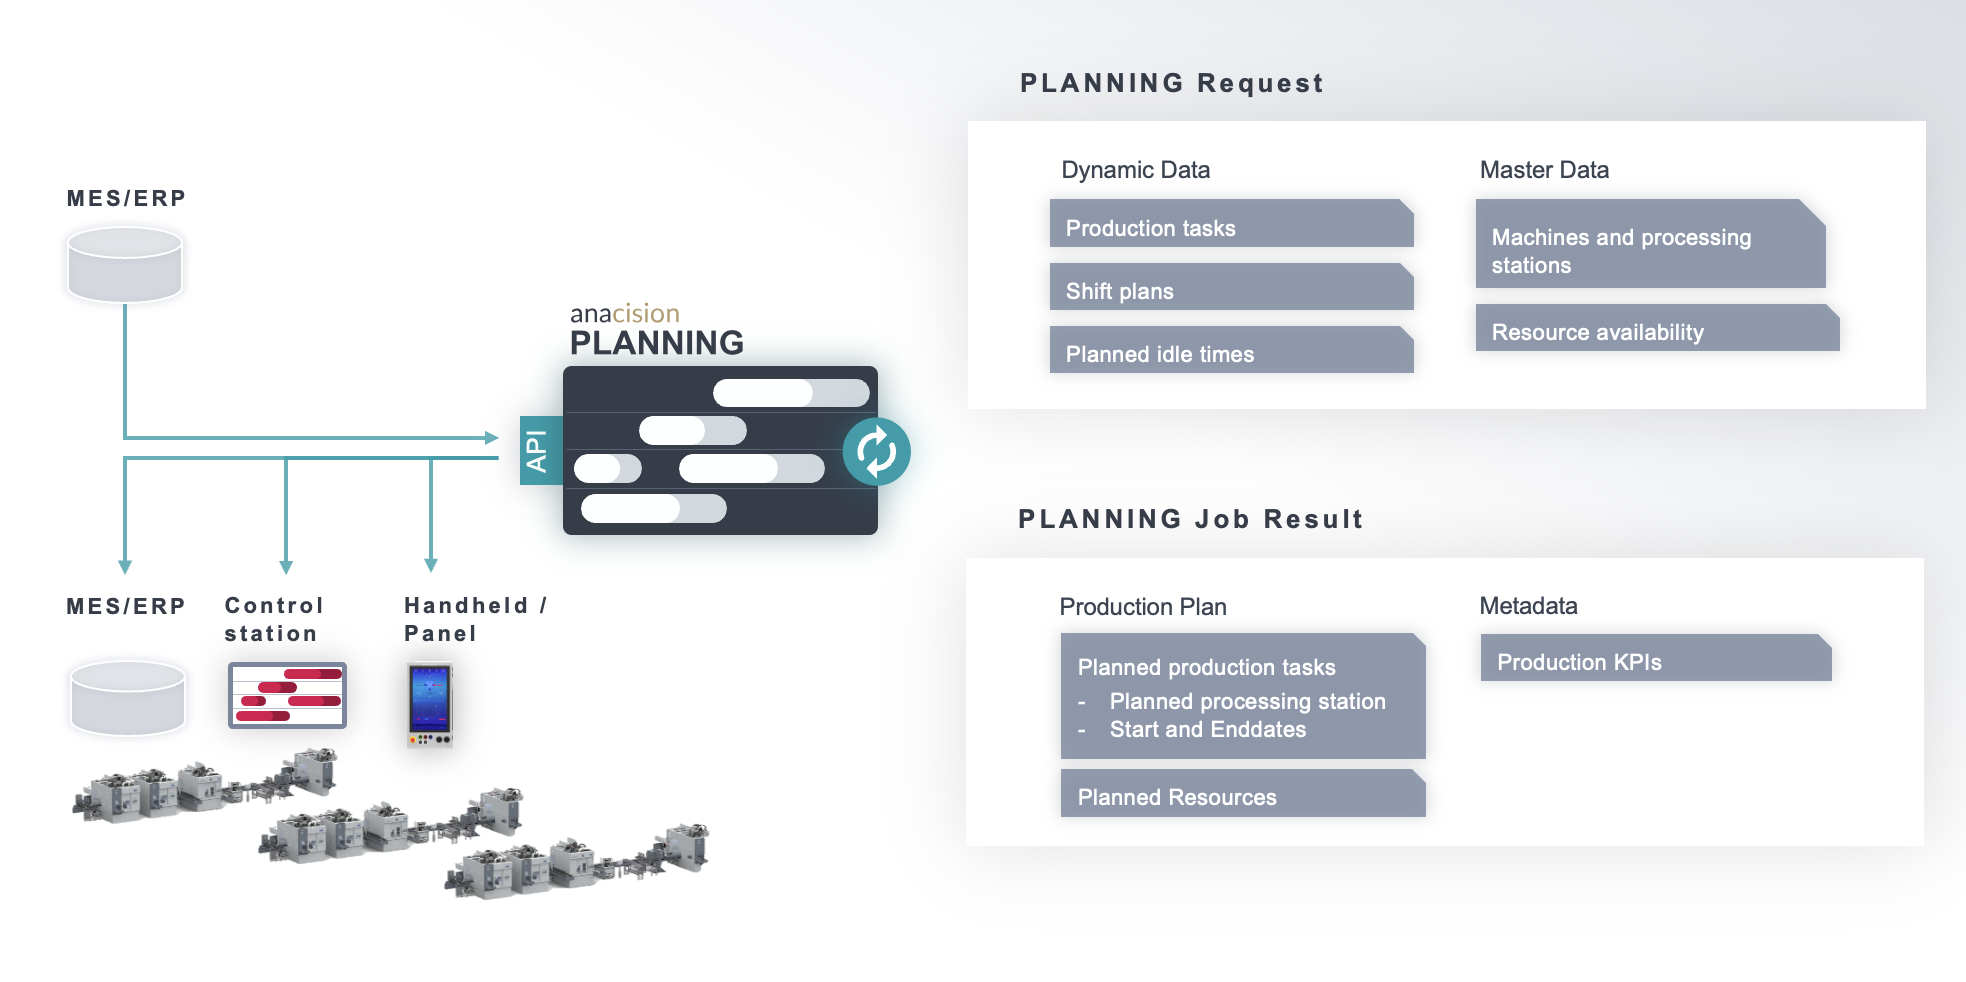 MES/ERP
anacision
PLANNING
API
MES/ERP
Control
station
Handheld /
Panel
PLANNING Request
Dynamic Data
Production tasks
Shift plans
Planned idle times
Master Data
Machines and processing
stations
Resource availability
PLANNING Job Result
Production Plan
Planned production tasks
- Planned processing station
- Start and Enddates
Planned Resources
Metadata
Production KPIs